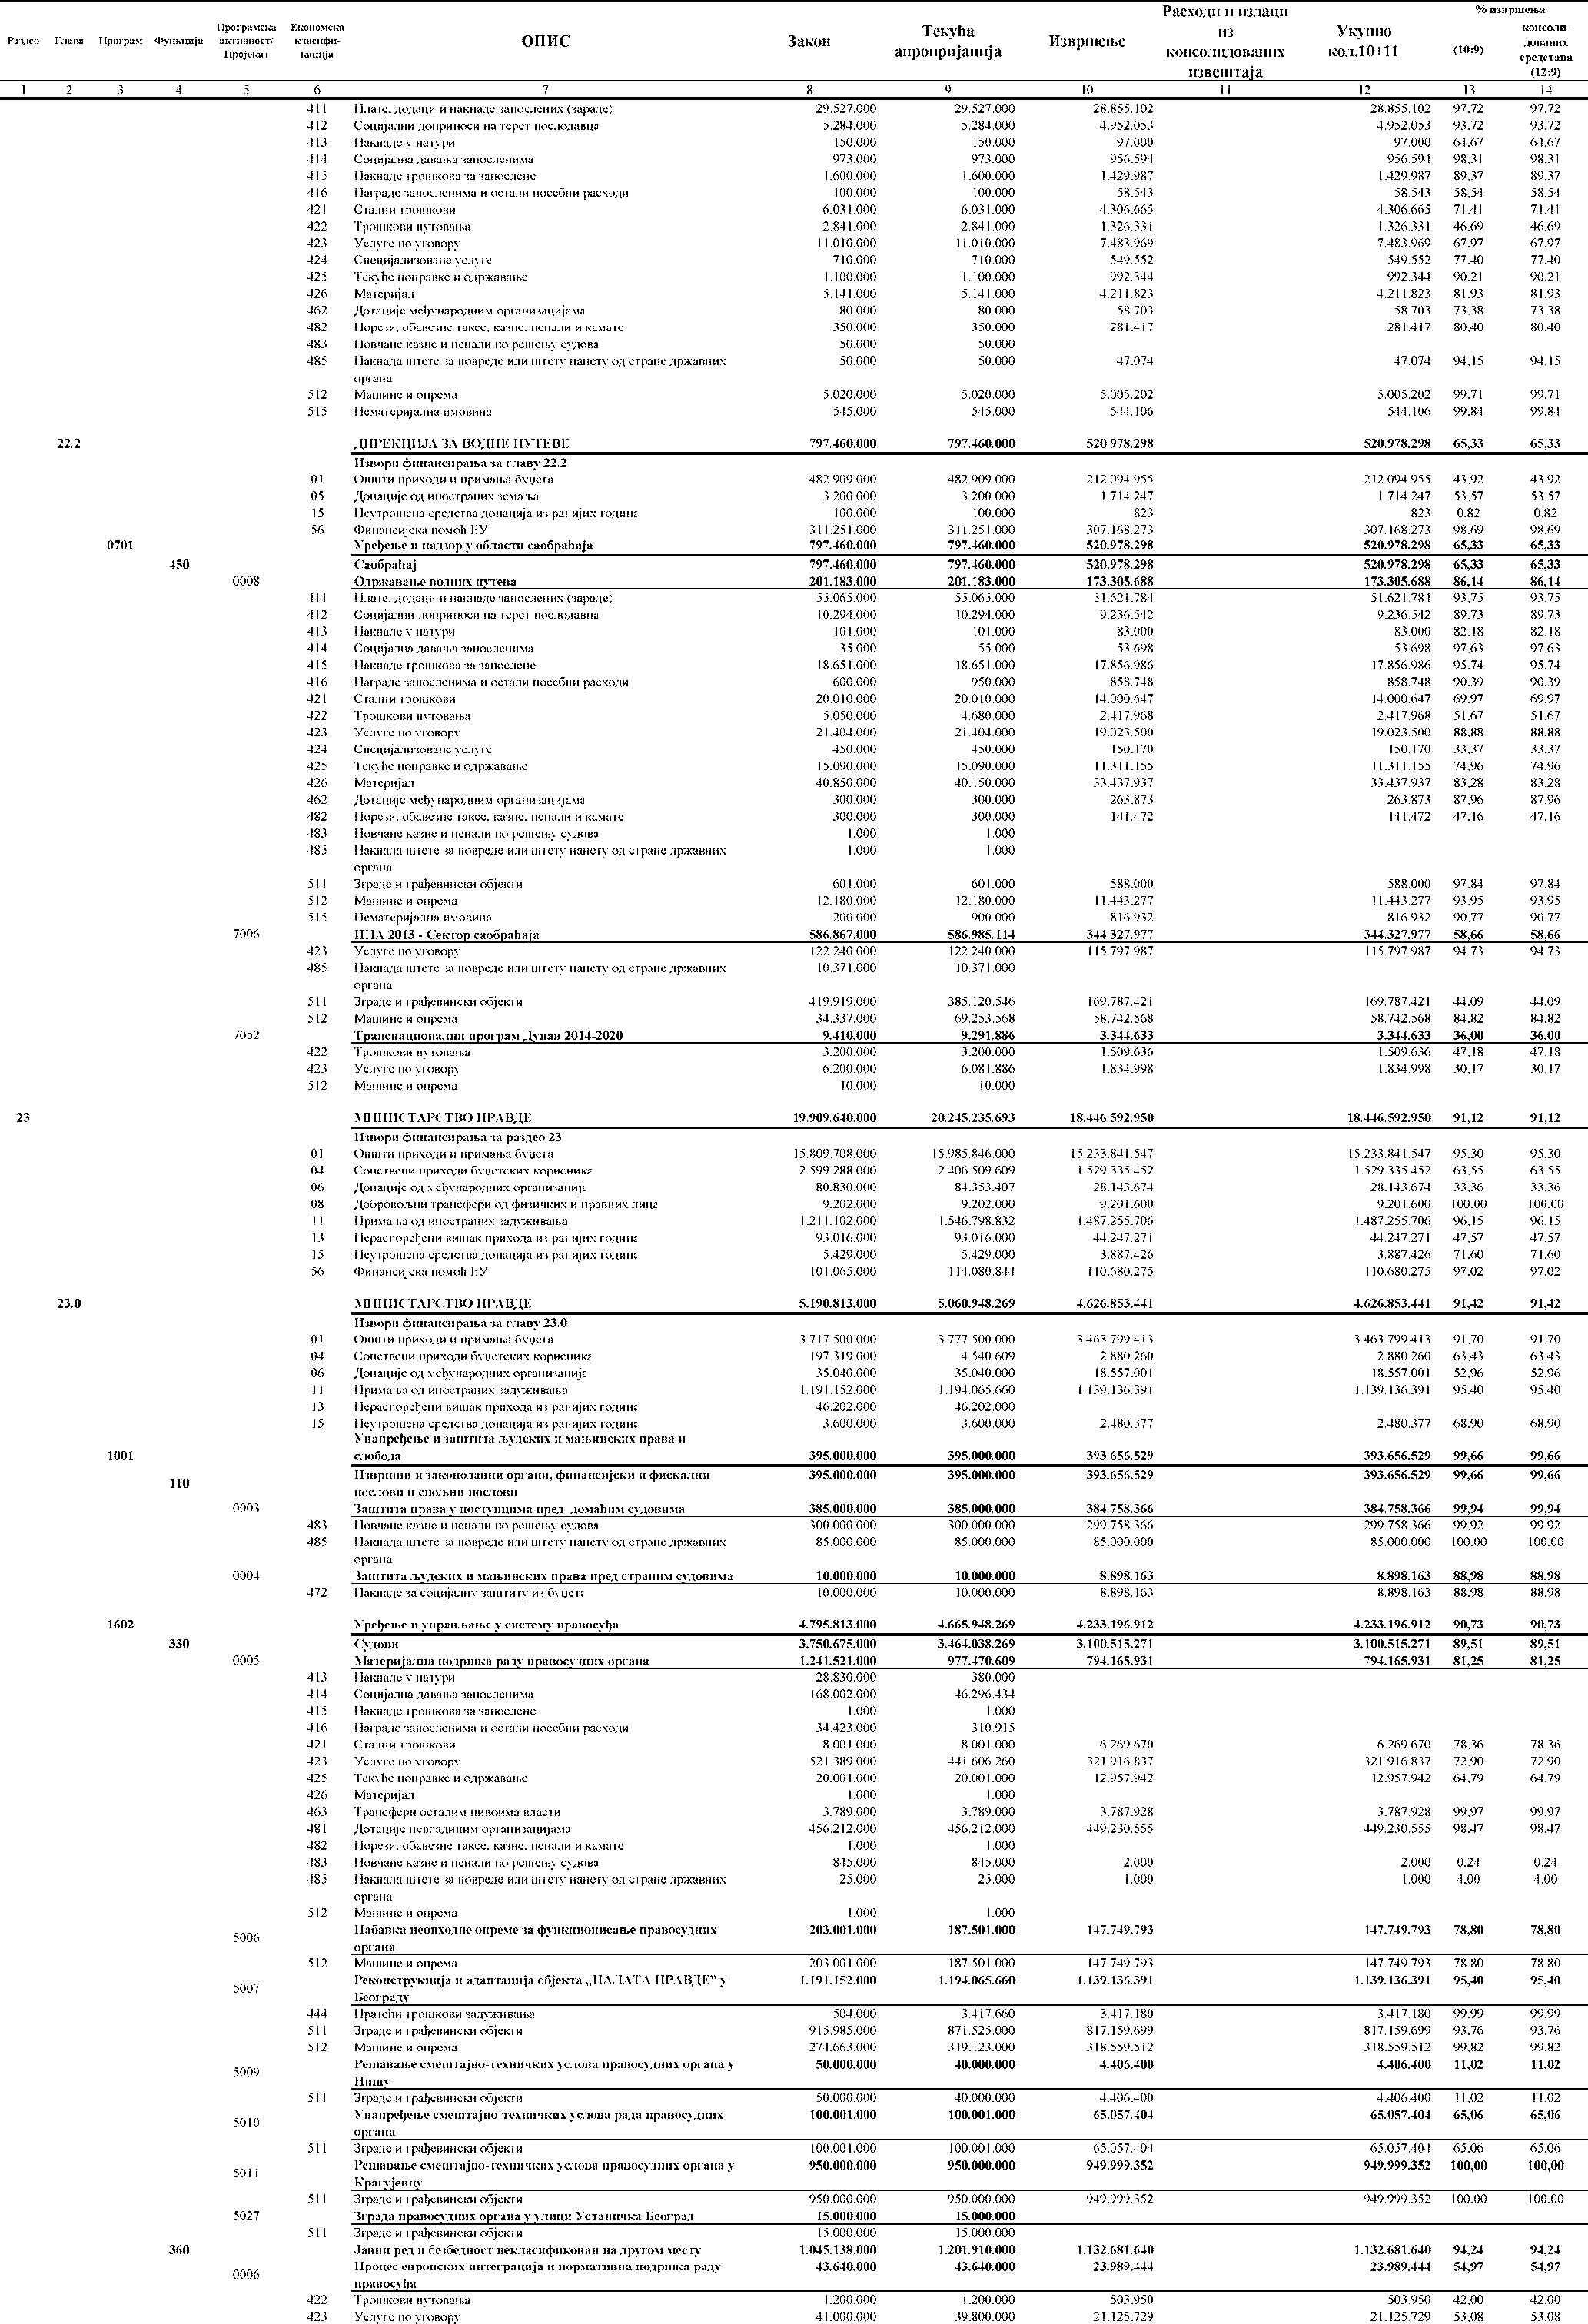 Раздео Глава Програм Функција Програмска активност/ Пројекат Економска класифи- кација ОПИС Закон Текућа апропријација Извршење Расходи и издаци из консолидованих извештаја Укупно кол.10+11 % извршења (10:9) консоли- дованих средстава (12:9)
1 2 3 4 5 6 7 8 9 10 11 12 13 14
411 Плате, додаци и накнаде запослених (зараде) 29.527.000 29.527.000 28.855.102 28.855.102 97,72 97,72
412 Социјални доприноси на терет послодавца 5.284.000 5.284.000 4.952.053 4.952.053 93,72 93,72
413 Накнаде у натури 150.000 150.000 97.000 97.000 64,67 64,67
414 Социјална давања запосленима 973.000 973.000 956.594 956.594 98,31 98,31
415 Накнаде трошкова за запослене 1.600.000 1.600.000 1.429.987 1.429.987 89,37 89,37
416 Награде запосленима и остали посебни расходи 100.000 100.000 58.543 58.543 58,54 58,54
421 Стални трошкови 6.031.000 6.031.000 4.306.665 4.306.665 71,41 71,41
422 Трошкови путовања 2.841.000 2.841.000 1.326.331 1.326.331 46,69 46,69
423 Услуге по уговору 11.010.000 11.010.000 7.483.969 7.483.969 67,97 67,97
424 Специјализоване услуге 710.000 710.000 549.552 549.552 77,40 77,40
425 Текуће поправке и одржавање 1.100.000 1.100.000 992.344 992.344 90,21 90,21
426 Материјал 5.141.000 5.141.000 4.211.823 4.211.823 81,93 81,93
462 Дотације међународним организацијама 80.000 80.000 58.703 58.703 73,38 73,38
482 Порези, обавезне таксе, казне, пенали и камате 350.000 350.000 281.417 281.417 80,40 80,40
483 Новчане казне и пенали по решењу судова 50.000 50.000
485 Накнада штете за повреде или штету нанету од стране државних 50.000 50.000 47.074 47.074 94,15 94,15
органа
512 Машине и опрема 5.020.000 5.020.000 5.005.202 5.005.202 99,71 99,71
515 Нематеријална имовина 545.000 545.000 544.106 544.106 99,84 99,84
22.2 ДИРЕКЦИЈА ЗА ВОДНЕ ПУТЕВЕ 797.460.000 797.460.000 520.978.298 520.978.298 65,33 65,33
Извори финансирања за главу 22.2
01 Општи приходи и примања буџета 482.909.000 482.909.000 212.094.955 212.094.955 43,92 43,92
05 Донације од иностраних земаља 3.200.000 3.200.000 1.714.247 1.714.247 53,57 53,57
15 Неутрошена средства донација из ранијих година 100.000 100.000 823 823 0,82 0,82
56 Финансијска помоћ ЕУ 311.251.000 311.251.000 307.168.273 307.168.273 98,69 98,69
0701 Уређење и надзор у области саобраћаја 797.460.000 797.460.000 520.978.298 520.978.298 65,33 65,33
450 Саобраћај 797.460.000 797.460.000 520.978.298 520.978.298 65,33 65,33
0008 Одржавање водних путева 201.183.000 201.183.000 173.305.688 173.305.688 86,14 86,14
411 Плате, додаци и накнаде запослених (зараде) 55.065.000 55.065.000 51.621.784 51.621.784 93,75 93,75
412 Социјални доприноси на терет послодавца 10.294.000 10.294.000 9.236.542 9.236.542 89,73 89,73
413 Накнаде у натури 101.000 101.000 83.000 83.000 82,18 82,18
414 Социјална давања запосленима 35.000 55.000 53.698 53.698 97,63 97,63
415 Накнаде трошкова за запослене 18.651.000 18.651.000 17.856.986 17.856.986 95,74 95,74
416 Награде запосленима и остали посебни расходи 600.000 950.000 858.748 858.748 90,39 90,39
421 Стални трошкови 20.010.000 20.010.000 14.000.647 14.000.647 69,97 69,97
422 Трошкови путовања 5.050.000 4.680.000 2.417.968 2.417.968 51,67 51,67
423 Услуге по уговору 21.404.000 21.404.000 19.023.500 19.023.500 88,88 88,88
424 Специјализоване услуге 450.000 450.000 150.170 150.170 33,37 33,37
425 Текуће поправке и одржавање 15.090.000 15.090.000 11.311.155 11.311.155 74,96 74,96
426 Материјал 40.850.000 40.150.000 33.437.937 33.437.937 83,28 83,28
462 Дотације међународним организацијама 300.000 300.000 263.873 263.873 87,96 87,96
482 Порези, обавезне таксе, казне, пенали и камате 300.000 300.000 141.472 141.472 47,16 47,16
483 Новчане казне и пенали по решењу судова 1.000 1.000
485 Накнада штете за повреде или штету нанету од стране државних 1.000 1.000
органа
511 Зграде и грађевински објекти 601.000 601.000 588.000 588.000 97,84 97,84
512 Машине и опрема 12.180.000 12.180.000 11.443.277 11.443.277 93,95 93,95
515 Нематеријална имовина 200.000 900.000 816.932 816.932 90,77 90,77
7006 ИПА 2013 - Сектор саобраћаја 586.867.000 586.985.114 344.327.977 344.327.977 58,66 58,66
423 Услуге по уговору 122.240.000 122.240.000 115.797.987 115.797.987 94,73 94,73
485 Накнада штете за повреде или штету нанету од стране државних 10.371.000 10.371.000
органа
511 Зграде и грађевински објекти 419.919.000 385.120.546 169.787.421 169.787.421 44,09 44,09
512 Машине и опрема 34.337.000 69.253.568 58.742.568 58.742.568 84,82 84,82
7052 Транснационални програм Дунав 2014-2020 9.410.000 9.291.886 3.344.633 3.344.633 36,00 36,00
422 Трошкови путовања 3.200.000 3.200.000 1.509.636 1.509.636 47,18 47,18
423 Услуге по уговору 6.200.000 6.081.886 1.834.998 1.834.998 30,17 30,17
512 Машине и опрема 10.000 10.000
23 МИНИСТАРСТВО ПРАВДЕ 19.909.640.000 20.245.235.693 18.446.592.950 18.446.592.950 91,12 91,12
Извори финансирања за раздео 23
01 Општи приходи и примања буџета 15.809.708.000 15.985.846.000 15.233.841.547 15.233.841.547 95,30 95,30
04 Сопствени приходи буџетских корисника 2.599.288.000 2.406.509.609 1.529.335.452 1.529.335.452 63,55 63,55
06 Донације од међународних организација 80.830.000 84.353.407 28.143.674 28.143.674 33,36 33,36
08 Добровољни трансфери од физичких и правних лица 9.202.000 9.202.000 9.201.600 9.201.600 100,00 100,00
11 Примања од иностраних задуживања 1.211.102.000 1.546.798.832 1.487.255.706 1.487.255.706 96,15 96,15
13 Нераспоређени вишак прихода из ранијих година 93.016.000 93.016.000 44.247.271 44.247.271 47,57 47,57
15 Неутрошена средства донација из ранијих година 5.429.000 5.429.000 3.887.426 3.887.426 71,60 71,60
56 Финансијска помоћ ЕУ 101.065.000 114.080.844 110.680.275 110.680.275 97,02 97,02
23.0 МИНИСТАРСТВО ПРАВДЕ 5.190.813.000 5.060.948.269 4.626.853.441 4.626.853.441 91,42 91,42
Извори финансирања за главу 23.0
01 Општи приходи и примања буџета 3.717.500.000 3.777.500.000 3.463.799.413 3.463.799.413 91,70 91,70
04 Сопствени приходи буџетских корисника 197.319.000 4.540.609 2.880.260 2.880.260 63,43 63,43
06 Донације од међународних организација 35.040.000 35.040.000 18.557.001 18.557.001 52,96 52,96
11 Примања од иностраних задуживања 1.191.152.000 1.194.065.660 1.139.136.391 1.139.136.391 95,40 95,40
13 Нераспоређени вишак прихода из ранијих година 46.202.000 46.202.000
15 Неутрошена средства донација из ранијих година 3.600.000 3.600.000 2.480.377 2.480.377 68,90 68,90
Унапређење и заштита људских и мањинских права и
1001 слобода 395.000.000 395.000.000 393.656.529 393.656.529 99,66 99,66
110 Извршни и законодавни органи, финансијски и фискални 395.000.000 395.000.000 393.656.529 393.656.529 99,66 99,66
послови и спољни послови
0003 Заштита права у поступцима пред домаћим судовима 385.000.000 385.000.000 384.758.366 384.758.366 99,94 99,94
483 Новчане казне и пенали по решењу судова 300.000.000 300.000.000 299.758.366 299.758.366 99,92 99,92
485 Накнада штете за повреде или штету нанету од стране државних 85.000.000 85.000.000 85.000.000 85.000.000 100,00 100,00
органа
0004 Заштита људских и мањинских права пред страним судовима 10.000.000 10.000.000 8.898.163 8.898.163 88,98 88,98
472 Накнаде за социјалну заштиту из буџета 10.000.000 10.000.000 8.898.163 8.898.163 88,98 88,98
1602 Уређење и управљање у систему правосуђа 4.795.813.000 4.665.948.269 4.233.196.912 4.233.196.912 90,73 90,73
330 Судови 3.750.675.000 3.464.038.269 3.100.515.271 3.100.515.271 89,51 89,51
0005 Материјална подршка раду правосудних органа 1.241.521.000 977.470.609 794.165.931 794.165.931 81,25 81,25
413 Накнаде у натури 28.830.000 380.000
414 Социјална давања запосленима 168.002.000 46.296.434
415 Накнаде трошкова за запослене 1.000 1.000
416 Награде запосленима и остали посебни расходи 34.423.000 310.915
421 Стални трошкови 8.001.000 8.001.000 6.269.670 6.269.670 78,36 78,36
423 Услуге по уговору 521.389.000 441.606.260 321.916.837 321.916.837 72,90 72,90
425 Текуће поправке и одржавање 20.001.000 20.001.000 12.957.942 12.957.942 64,79 64,79
426 Материјал 1.000 1.000
463 Трансфери осталим нивоима власти 3.789.000 3.789.000 3.787.928 3.787.928 99,97 99,97
481 Дотације невладиним организацијама 456.212.000 456.212.000 449.230.555 449.230.555 98,47 98,47
482 Порези, обавезне таксе, казне, пенали и камате 1.000 1.000
483 Новчане казне и пенали по решењу судова 845.000 845.000 2.000 2.000 0,24 0,24
485 Накнада штете за повреде или штету нанету од стране државних 25.000 25.000 1.000 1.000 4,00 4,00
органа
512 Машине и опрема 1.000 1.000
5006 Набавка неопходне опреме за функционисање правосудних 203.001.000 187.501.000 147.749.793 147.749.793 78,80 78,80
органа
512 Машине и опрема 203.001.000 187.501.000 147.749.793 147.749.793 78,80 78,80
5007 Реконструкција и адаптација објекта „ПАЛАТА ПРАВДЕ” у 1.191.152.000 1.194.065.660 1.139.136.391 1.139.136.391 95,40 95,40
Београду
444 Пратећи трошкови задуживања 504.000 3.417.660 3.417.180 3.417.180 99,99 99,99
511 Зграде и грађевински објекти 915.985.000 871.525.000 817.159.699 817.159.699 93,76 93,76
512 Машине и опрема 274.663.000 319.123.000 318.559.512 318.559.512 99,82 99,82
5009 Решавање смештајно-техничких услова правосудних органа у 50.000.000 40.000.000 4.406.400 4.406.400 11,02 11,02
Нишу
511 Зграде и грађевински објекти 50.000.000 40.000.000 4.406.400 4.406.400 11,02 11,02
5010 Унапређење смештајно-техничких услова рада правосудних 100.001.000 100.001.000 65.057.404 65.057.404 65,06 65,06
органа
511 Зграде и грађевински објекти 100.001.000 100.001.000 65.057.404 65.057.404 65,06 65,06
5011 Решавање смештајно-техничких услова правосудних органа у 950.000.000 950.000.000 949.999.352 949.999.352 100,00 100,00
Крагујевцу
511 Зграде и грађевински објекти 950.000.000 950.000.000 949.999.352 949.999.352 100,00 100,00
5027 Зграда правосудних органа у улици Устаничка Београд 15.000.000 15.000.000
511 Зграде и грађевински објекти 15.000.000 15.000.000
360 Јавни ред и безбедност некласификован на другом месту 1.045.138.000 1.201.910.000 1.132.681.640 1.132.681.640 94,24 94,24
0006 Процес европских интеграција и нормативна подршка раду 43.640.000 43.640.000 23.989.444 23.989.444 54,97 54,97
правосуђа
422 Трошкови путовања 1.200.000 1.200.000 503.950 503.950 42,00 42,00
423 Услуге по уговору 41.000.000 39.800.000 21.125.729 21.125.729 53,08 53,08